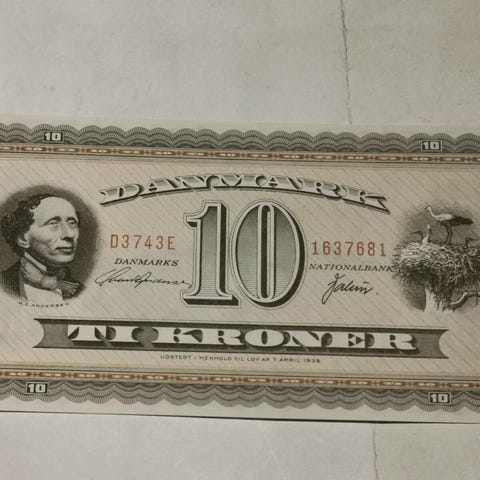 10 10
DANMARK
10
D3743E
1637681
DANMARKS
NATIONALBANK
H.C. ANDERSEN
TI KRONER
UDSTEDT I HENHOLD TIL LOV AF 7. APRIL 1936
10 10